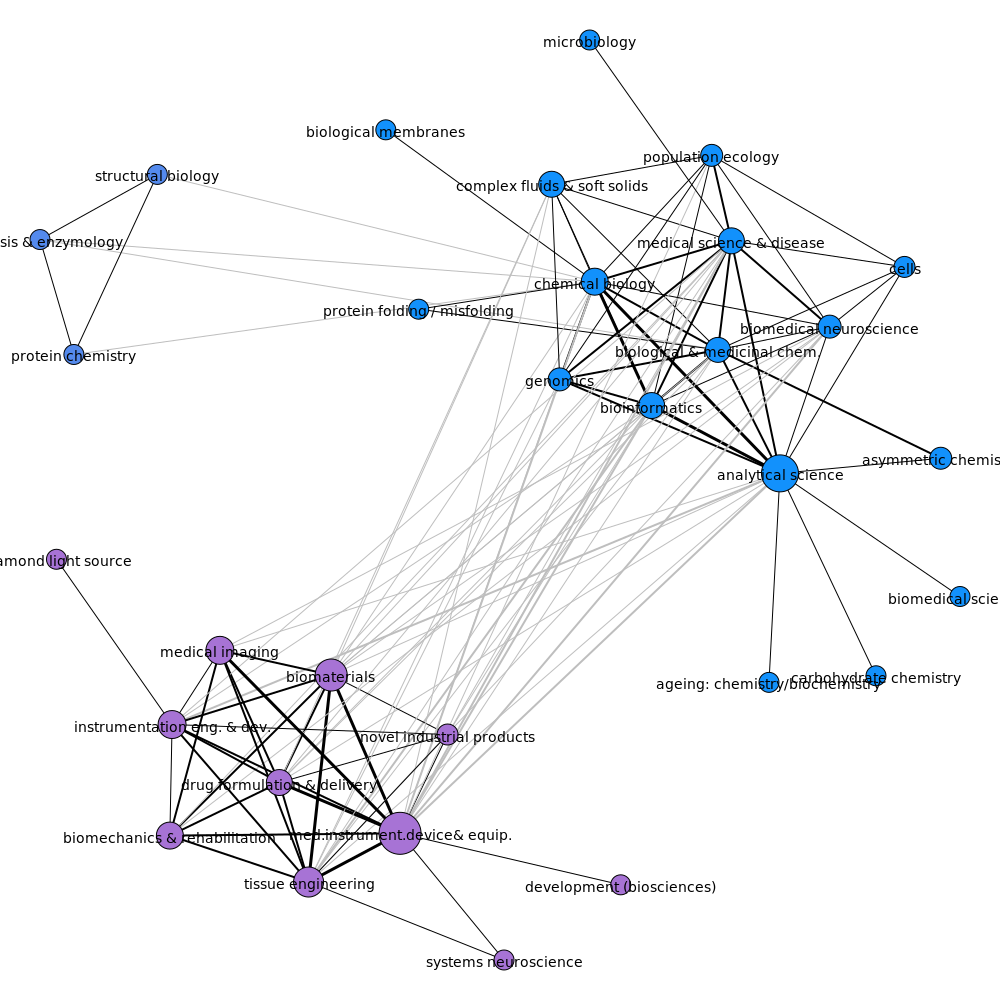 microbiology
biological membranes
population ecology
structural biology
complex fluids & soft solids
sis & enzymology
medical science & disease
cells
chemical biology
protein folding / misfolding
biomedical neuroscience
biological & medicinal chem.
protein chemistry
genomics
bioinformatics
asymmetric chemis
analytical science
amond light source
biomedical scie
medical imaging
biomaterials
carbohydrate chemistry
ageing: chemistry/biochemistry
instrumentation eng. & dev.
novel industrial products
drug formulation & delivery
med.instrument.device& equip.
biomechanics & rehabilitation
tissue engineering
development (biosciences)
systems neuroscience